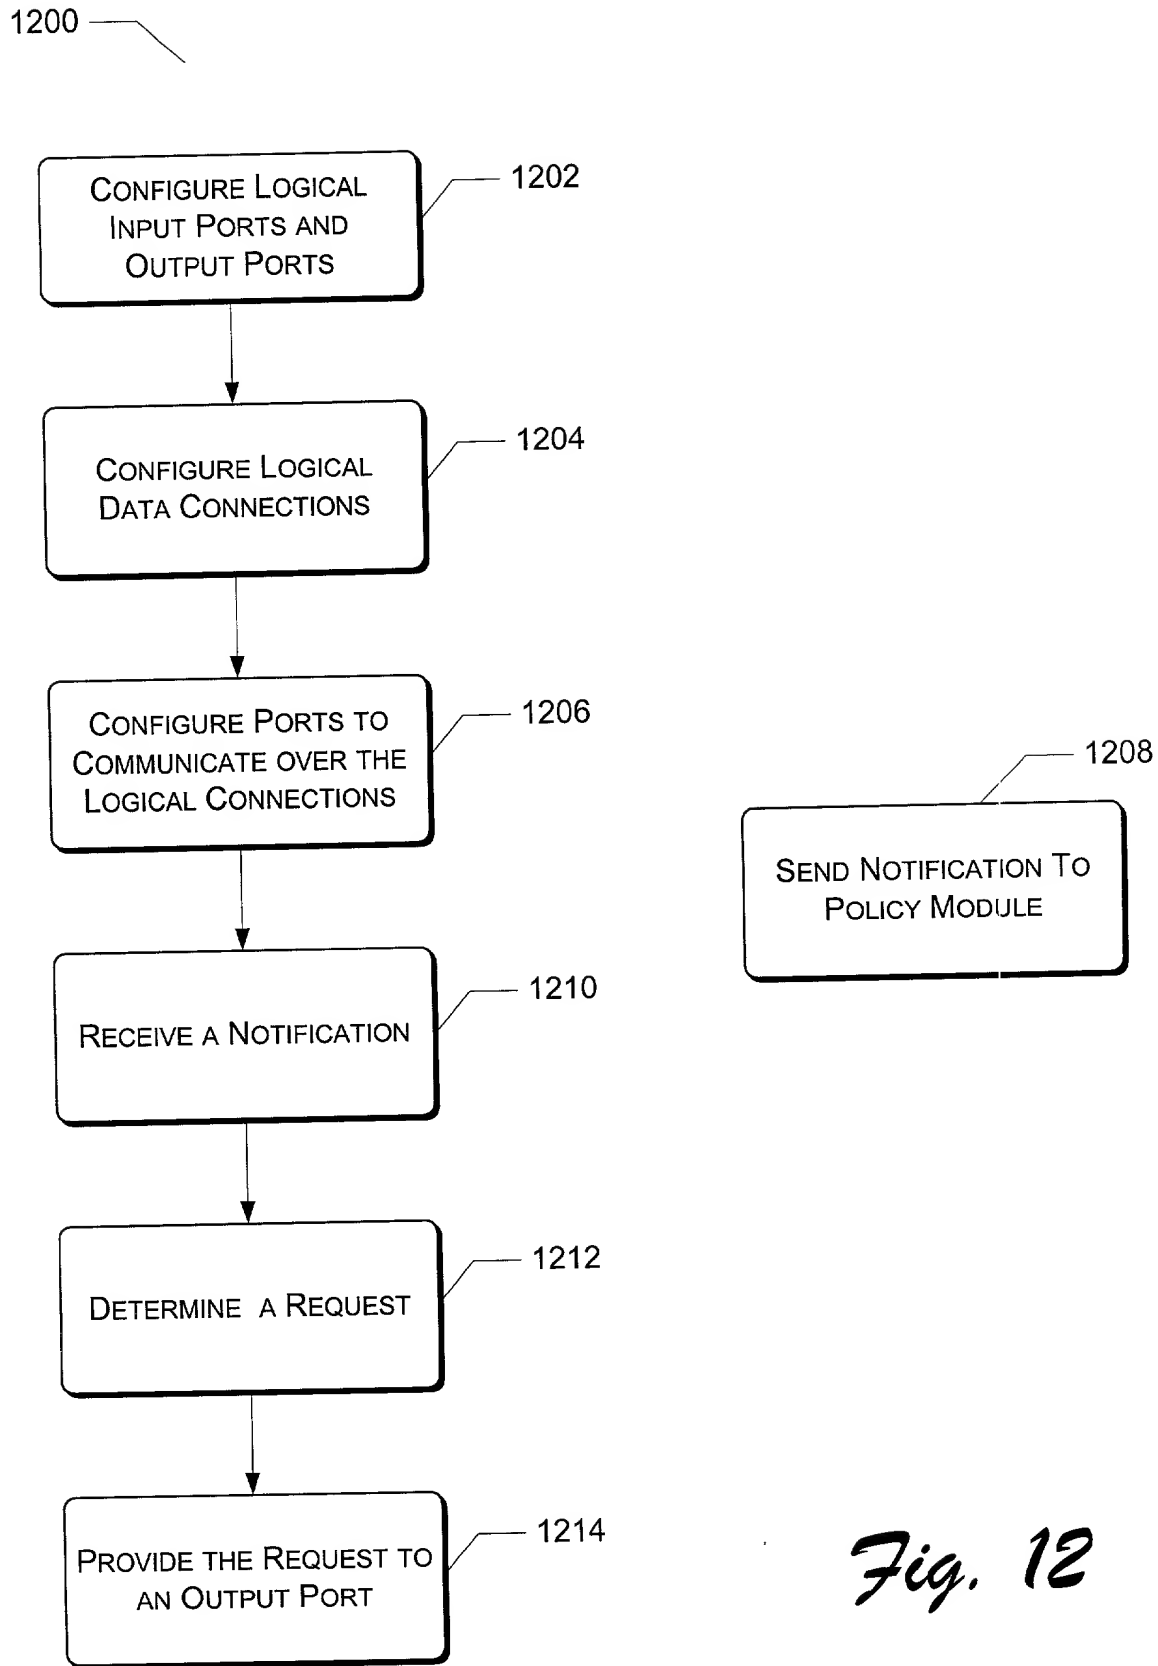 1200
CONFIGURE LOGICAL
INPUT PORTS AND
OUTPUT PORTS
1202
CONFIGURE LOGICAL
DATA CONNECTIONS
1204
CONFIGURE PORTS TO
COMMUNICATE OVER THE
LOGICAL CONNECTIONS
1206
1208
SEND NOTIFICATION TO
POLICY MODULE
RECEIVE A NOTIFICATION
1210
DETERMINE A REQUEST
1212
PROVIDE THE REQUEST TO
AN OUTPUT PORT
1214
Fig. 12